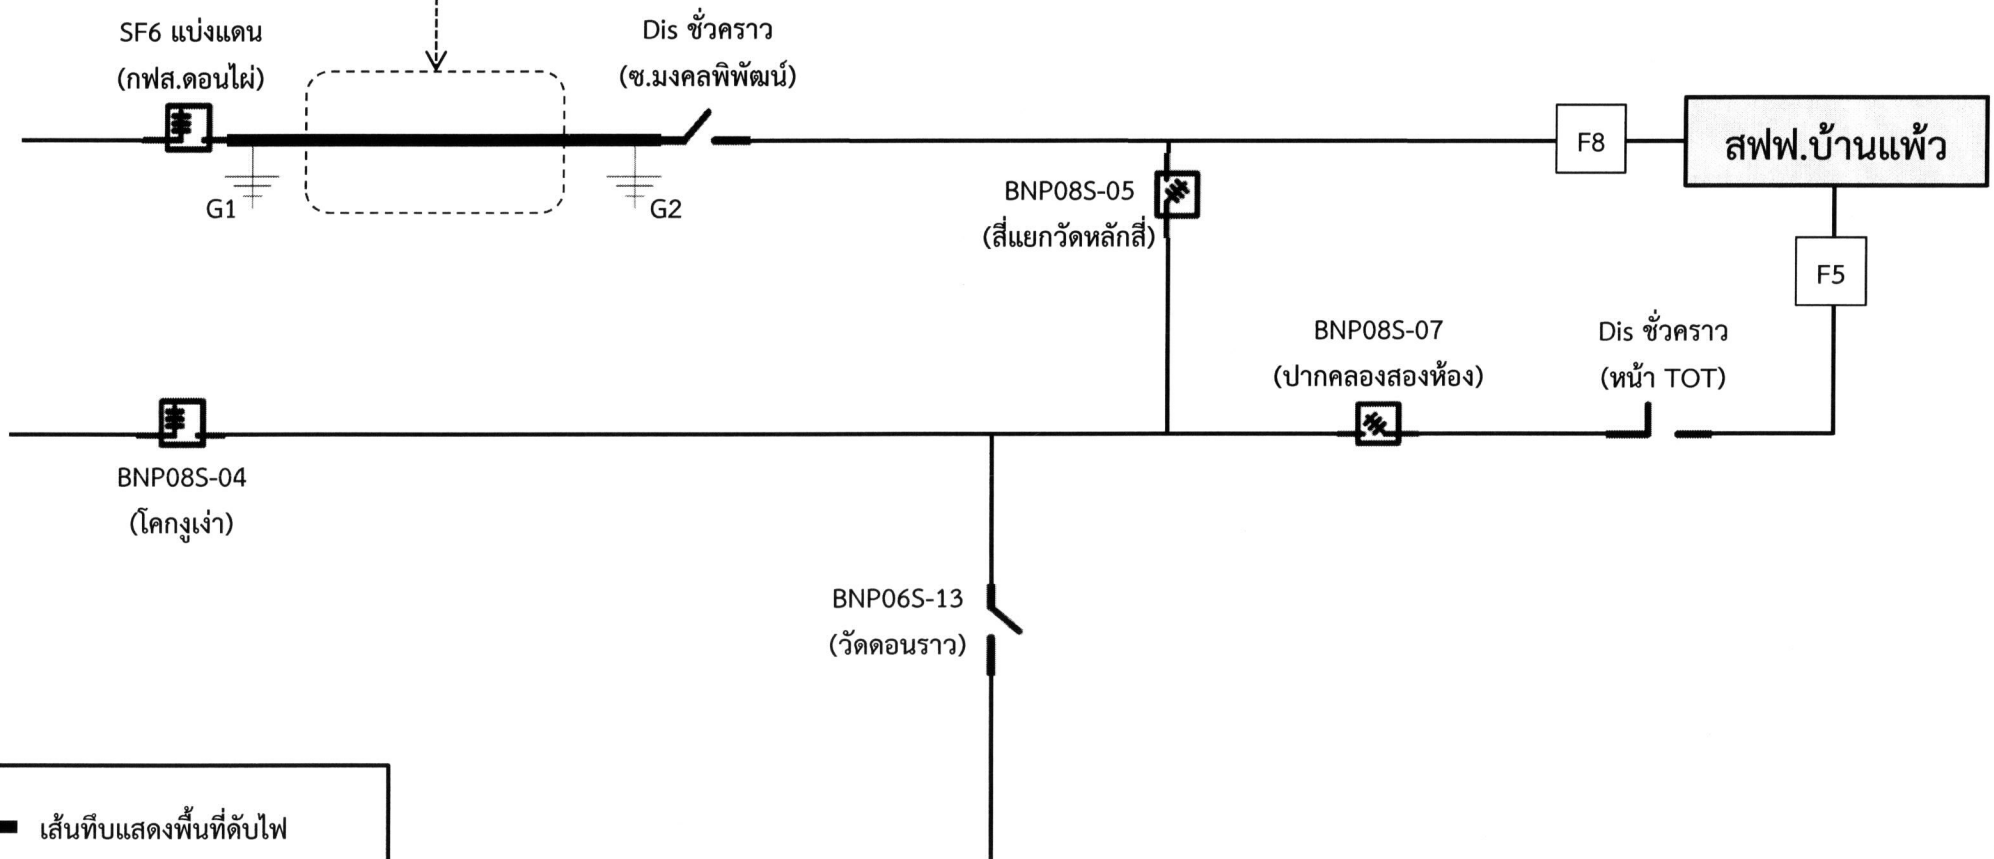 SF6 แบ่งแดน
(กฟส.ดอนไผ่)
Dis ชั่วคราว
(ซ.มงคลพิพัฒน์)
F8
สฟฟ.บ้านแพ้ว
G1
G2
BNP08S-05
(สี่แยกวัดหลักสี่)
F5
BNP08S-07
(ปากคลองสองห้อง)
Dis ชั่วคราว
(หน้า TOT)
BNP08S-04
(โคกงูเง่า)
BNP06S-13
(วัดดอนราว)
เส้นทึบแสดงพื้นที่ดับไฟ